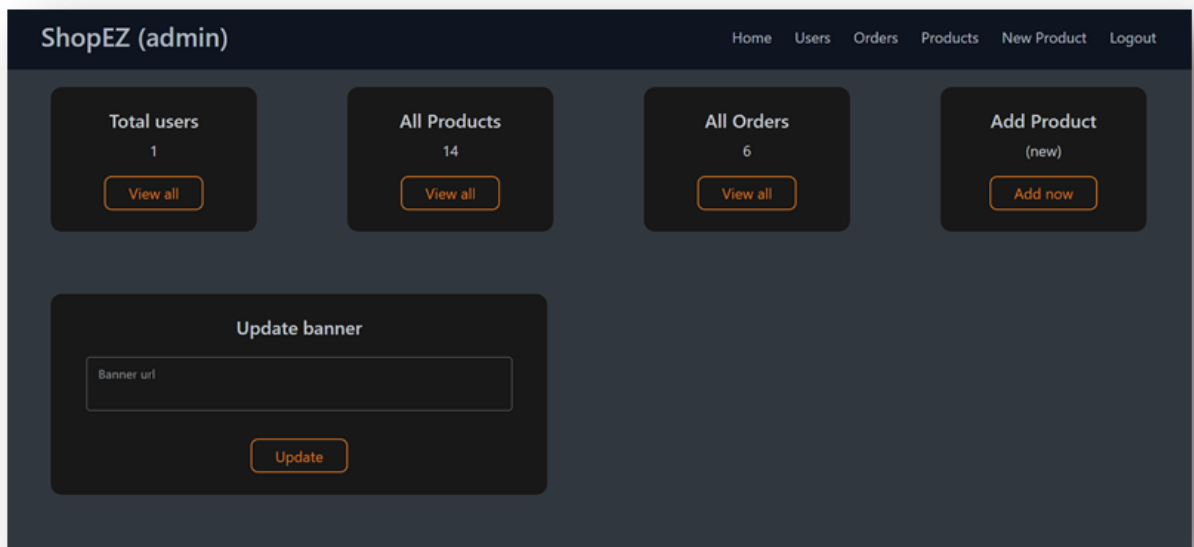 ShopEZ (admin)
Home Users Orders Products New Product Logout
Total users
1
View all
All Products
14
View all
All Orders
6
View all
Add Product
(new)
Add now
Update banner
Banner url
Update